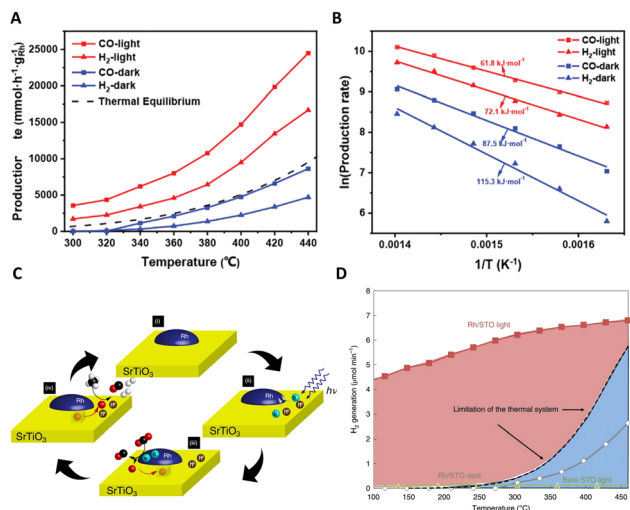 A
Production te (mmol·h⁻¹·g⁻¹Rh)
25000
20000
15000
10000
5000
0
CO-light
H₂-light
CO-dark
H₂-dark
Thermal Equilibrium
300 320 340 360 380 400 420 440
Temperature (℃)
B
ln(Production rate)
10
9
8
7
6
CO-light
H₂-light
CO-dark
H₂-dark
61.8 kJ·mol⁻¹
72.1 kJ·mol⁻¹
87.5 kJ·mol⁻¹
115.3 kJ·mol⁻¹
0.0014 0.0015 0.0016
1/T (K⁻¹)
C
(i)
Rh
SrTiO₃
(iv)
Rh
H⁺
H⁺
SrTiO₃
(ii)
Rh
H⁺
H⁺
hν
SrTiO₃
(iii)
Rh
H⁺
H⁺
SrTiO₃
D
H₂ generation (μmol min⁻¹)
8
7
6
5
4
3
2
1
0
Rh/STO light
Limitation of the thermal system
Rh/STO dark
Bare STO light
100 150 200 250 300 350 400 450
Temperature (°C)